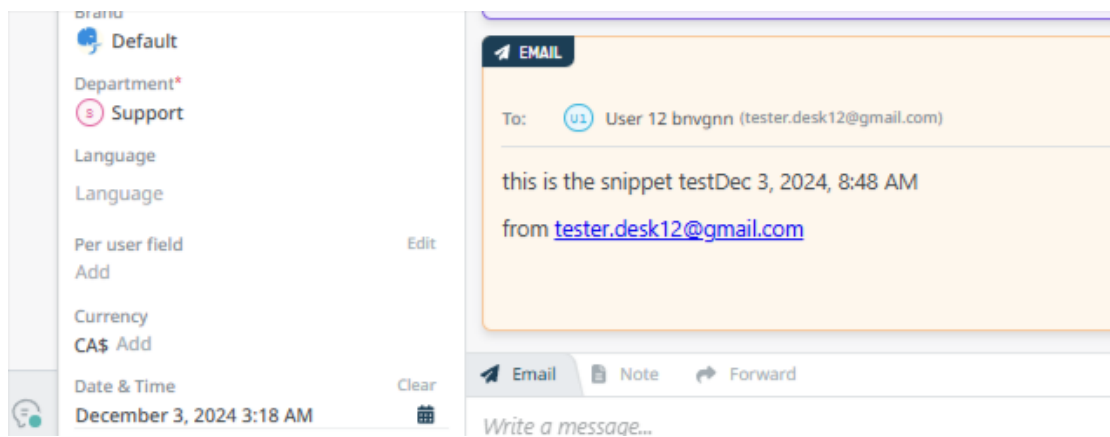 Brand
Default
Department*
S Support
Language
Language
Per user field Edit
Add
Currency
CA$ Add
Date & Time Clear
December 3, 2024 3:18 AM
EMAIL
To: U1 User 12 bnvgnn (tester.desk12@gmail.com)
this is the snippet testDec 3, 2024, 8:48 AM
from tester.desk12@gmail.com
Email Note Forward
Write a message...